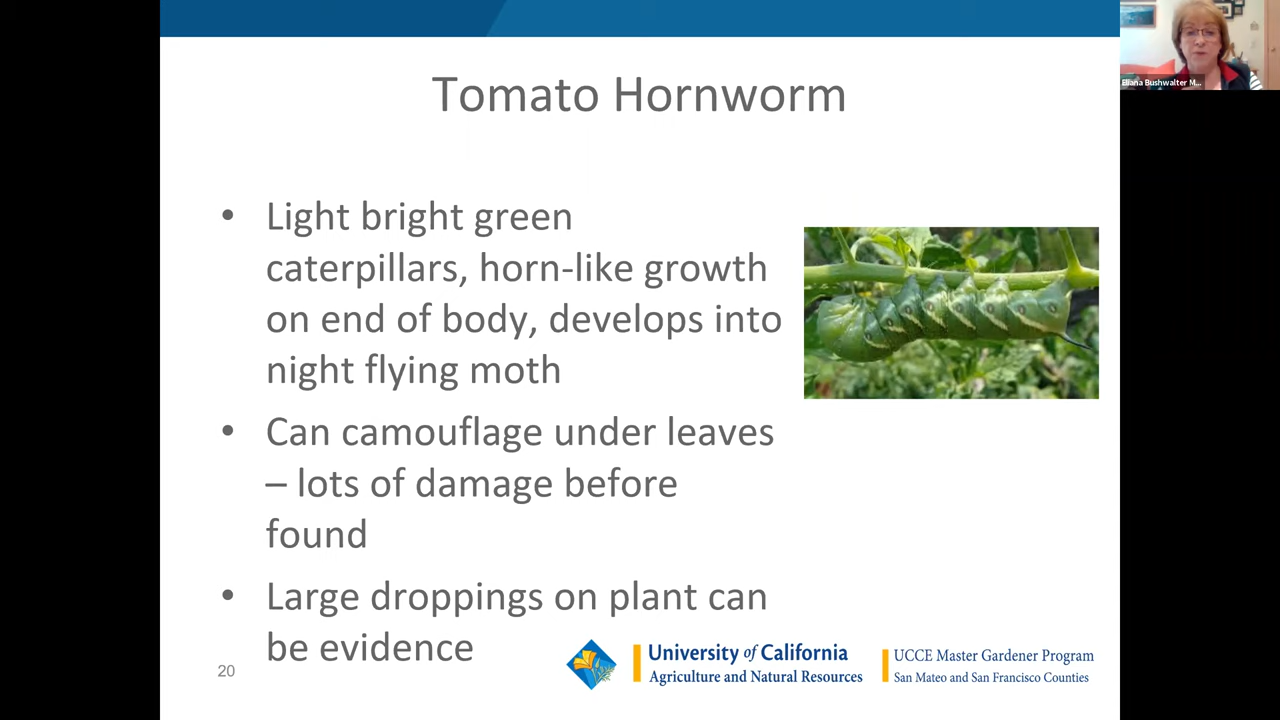 Tomato Hornworm
Eliana Bushwalter M...
• Light bright green
caterpillars, horn-like growth
on end of body, develops into
night flying moth
• Can camouflage under leaves
– lots of damage before
found
• Large droppings on plant can
be evidence
20
University of California
Agriculture and Natural Resources
UCCE Master Gardener Program
San Mateo and San Francisco Counties